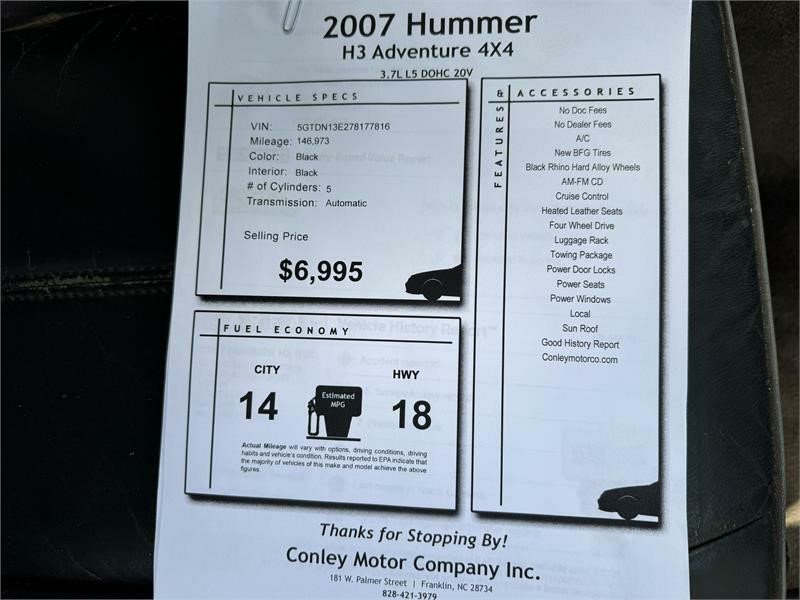 2007 Hummer
H3 Adventure 4X4
3.7L L5 DOHC 20V
VEHICLE SPECS
VIN: 5GTDN13E278177816
Mileage: 146,973
Color: Black
Interior: Black
# of Cylinders: 5
Transmission: Automatic
Selling Price
$6,995
FUEL ECONOMY
CITY
14
Estimated
MPG
HWY
18
Actual Mileage will vary with options, driving conditions, driving
habits and vehicle's condition. Results reported to EPA indicate that
the majority of vehicles of this make and model achieve the above
figures.
FEATURES & ACCESSORIES
No Doc Fees
No Dealer Fees
A/C
New BFG Tires
Black Rhino Hard Alloy Wheels
AM-FM CD
Cruise Control
Heated Leather Seats
Four Wheel Drive
Luggage Rack
Towing Package
Power Door Locks
Power Seats
Power Windows
Local
Sun Roof
Good History Report
Conleymotorco.com
Thanks for Stopping By!
Conley Motor Company Inc.
181 W. Palmer Street | Franklin, NC 28734
828-421-3979